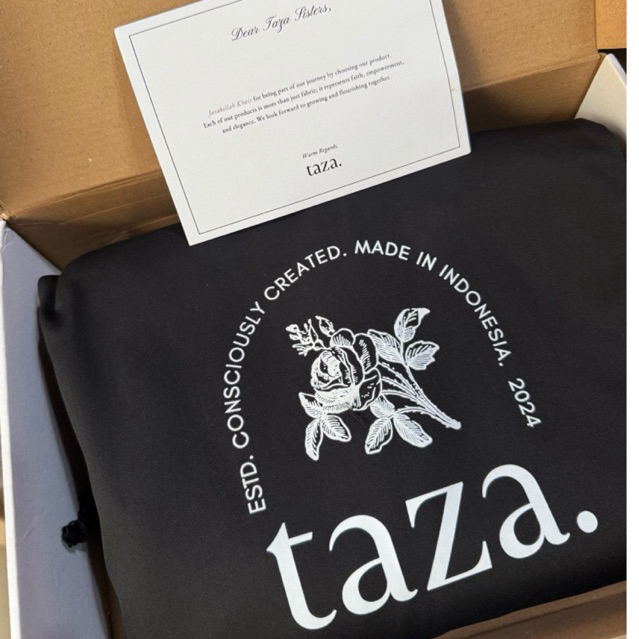 Dear Taza Sisters,
Jazakillah Khair for being part of our journey by choosing our product.
Each of our products is more than just fabric; it represents faith, empowerment,
and elegance. We look forward to growing and flourishing together.
Warm Regards,
taza.
ESTD. CONSCIOUSLY CREATED. MADE IN INDONESIA. 2024
taza.